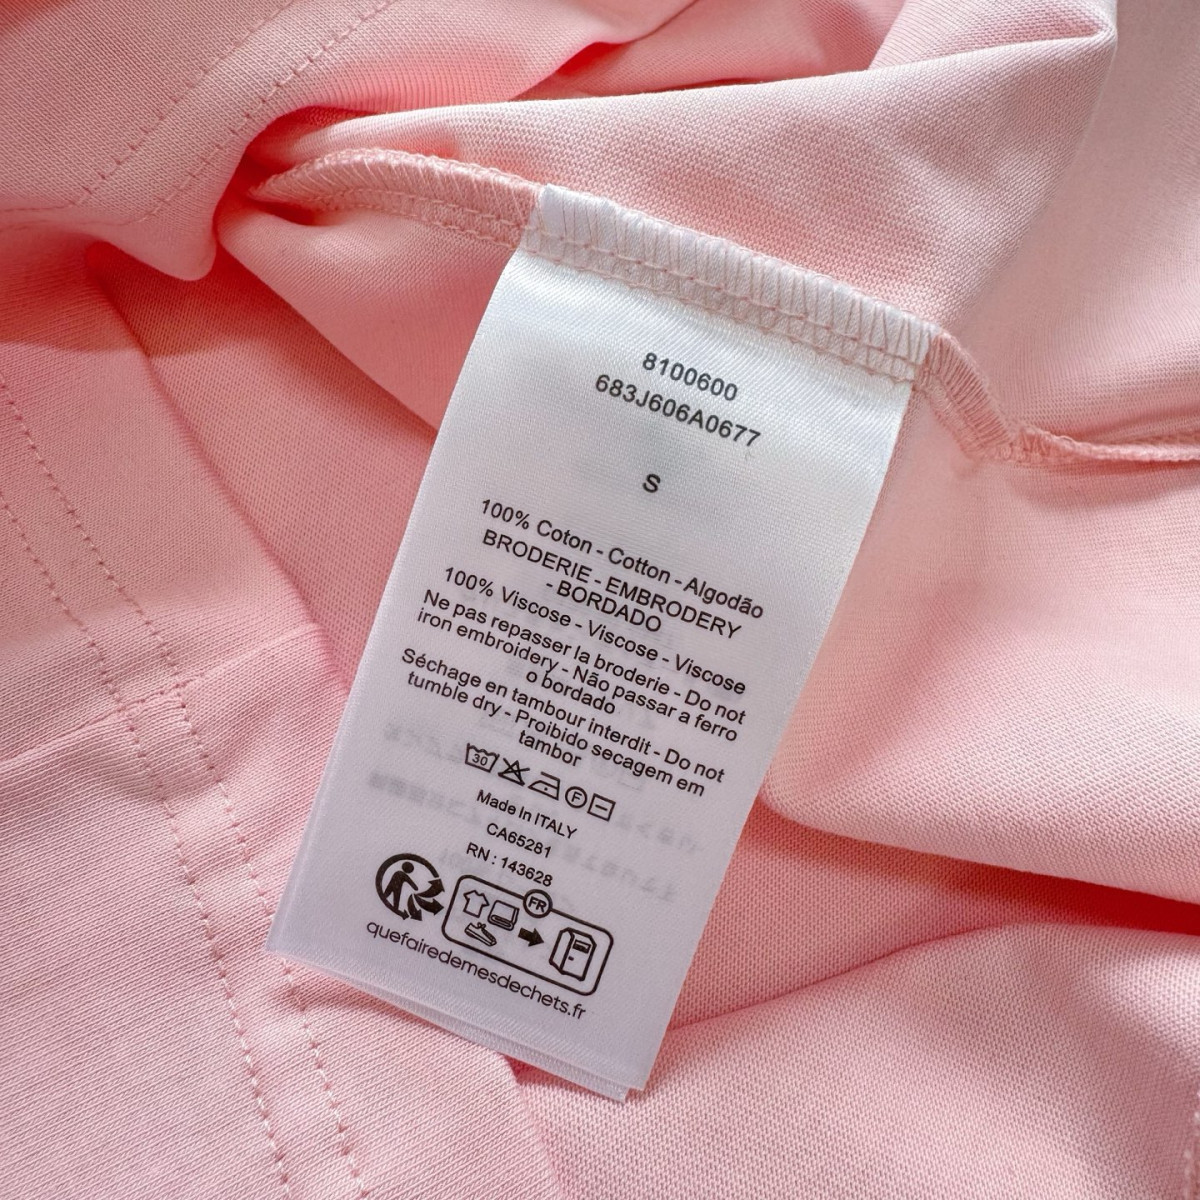 8100600
683J606A0677
S
100% Coton - Cotton - Algodão
BRODERIE - EMBRODERY
- BORDADO
100% Viscose - Viscose - Viscose
Ne pas repasser la broderie - Do not
iron embroidery - Não passar a ferro
o bordado
Séchage en tambour interdit - Do not
tumble dry - Proibido secagem em
tambor
30 F
Made In ITALY
CA65281
RN : 143628
FR
quefairedemesdechets.fr